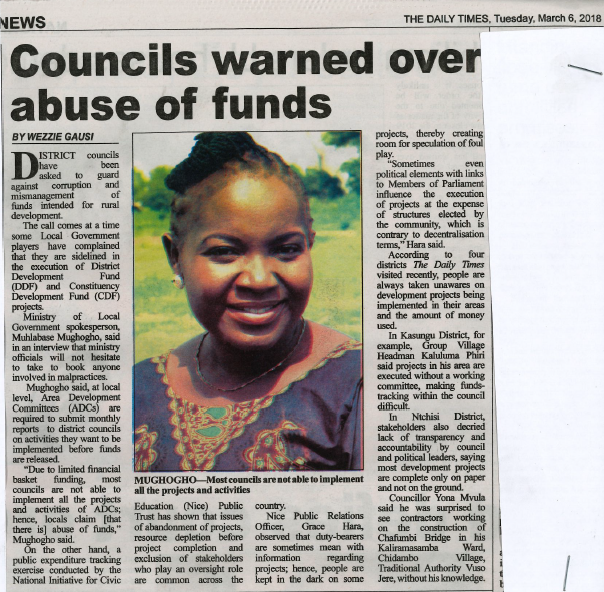 NEWS
THE DAILY TIMES, Tuesday, March 6, 2018
Councils warned over
abuse of funds
BY WEZZIE GAUSI
DISTRICT councils
have been
asked to guard
against corruption and
mismanagement of
funds intended for rural
development.
The call comes at a time
some Local Government
players have complained
that they are sidelined in
the execution of District
Development Fund
(DDF) and Constituency
Development Fund (CDF)
projects.
Ministry of Local
Government spokesperson,
Muhlabase Mughogho, said
in an interview that ministry
officials will not hesitate
to take to book anyone
involved in malpractices.
Mughogho said, at local
level, Area Development
Committees (ADCs) are
required to submit monthly
reports to district councils
on activities they want to be
implemented before funds
are released.
"Due to limited financial
basket funding, most
councils are not able to
implement all the projects
and activities of ADCs;
hence, locals claim [that
there is] abuse of funds,"
Mughogho said.
On the other hand, a
public expenditure tracking
exercise conducted by the
National Initiative for Civic
MUGHOGHO—Most councils are not able to implement
all the projects and activities
Education (Nice) Public
Trust has shown that issues
of abandonment of projects,
resource depletion before
project completion and
exclusion of stakeholders
who play an oversight role
are common across the
country.
Nice Public Relations
Officer, Grace Hara,
observed that duty-bearers
are sometimes mean with
information regarding
projects; hence, people are
kept in the dark on some
projects, thereby creating
room for speculation of foul
play.
"Sometimes even
political elements with links
to Members of Parliament
influence the execution
of projects at the expense
of structures elected by
the community, which is
contrary to decentralisation
terms," Hara said.
According to four
districts The Daily Times
visited recently, people are
always taken unawares on
development projects being
implemented in their areas
and the amount of money
used.
In Kasungu District, for
example, Group Village
Headman Kaluluma Phiri
said projects in his area are
executed without a working
committee, making funds-
tracking within the council
difficult.
In Ntchisi District,
stakeholders also decried
lack of transparency and
accountability by council
and political leaders, saying
most development projects
are complete only on paper
and not on the ground.
Councillor Yona Mvula
said he was surprised to
see contractors working
on the construction of
Chafumbi Bridge in his
Kaliramasamba Ward,
Chidambo Village,
Traditional Authority Vuso
Jere, without his knowledge.